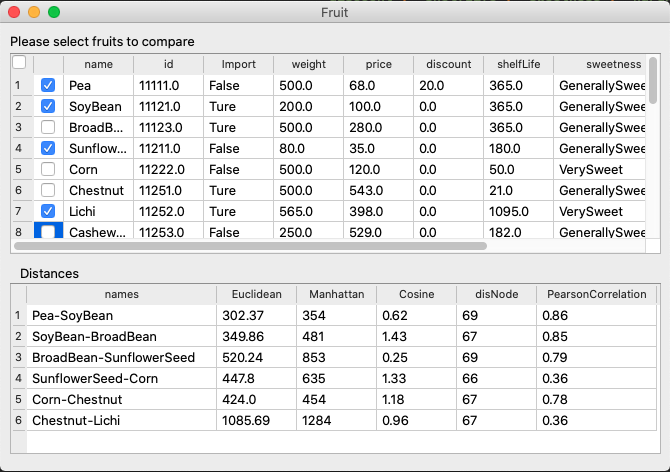 Fruit
Please select fruits to compare
name id Import weight price discount shelfLife sweetness
1 Pea 11111.0 False 500.0 68.0 20.0 365.0 GenerallySwee
2 SoyBean 11121.0 Ture 200.0 100.0 0.0 365.0 GenerallySwee
3 BroadB... 11123.0 Ture 500.0 280.0 0.0 365.0 GenerallySwee
4 Sunflow... 11211.0 False 80.0 35.0 0.0 180.0 GenerallySwee
5 Corn 11222.0 False 500.0 120.0 0.0 50.0 VerySweet
6 Chestnut 11251.0 Ture 500.0 543.0 0.0 21.0 GenerallySwee
7 Lichi 11252.0 Ture 565.0 398.0 0.0 1095.0 VerySweet
8 Cashew... 11253.0 False 250.0 529.0 0.0 182.0 GenerallySwee
Distances
names Euclidean Manhattan Cosine disNode PearsonCorrelation
1 Pea-SoyBean 302.37 354 0.62 69 0.86
2 SoyBean-BroadBean 349.86 481 1.43 67 0.85
3 BroadBean-SunflowerSeed 520.24 853 0.25 69 0.79
4 SunflowerSeed-Corn 447.8 635 1.33 66 0.36
5 Corn-Chestnut 424.0 454 1.18 67 0.78
6 Chestnut-Lichi 1085.69 1284 0.96 67 0.36